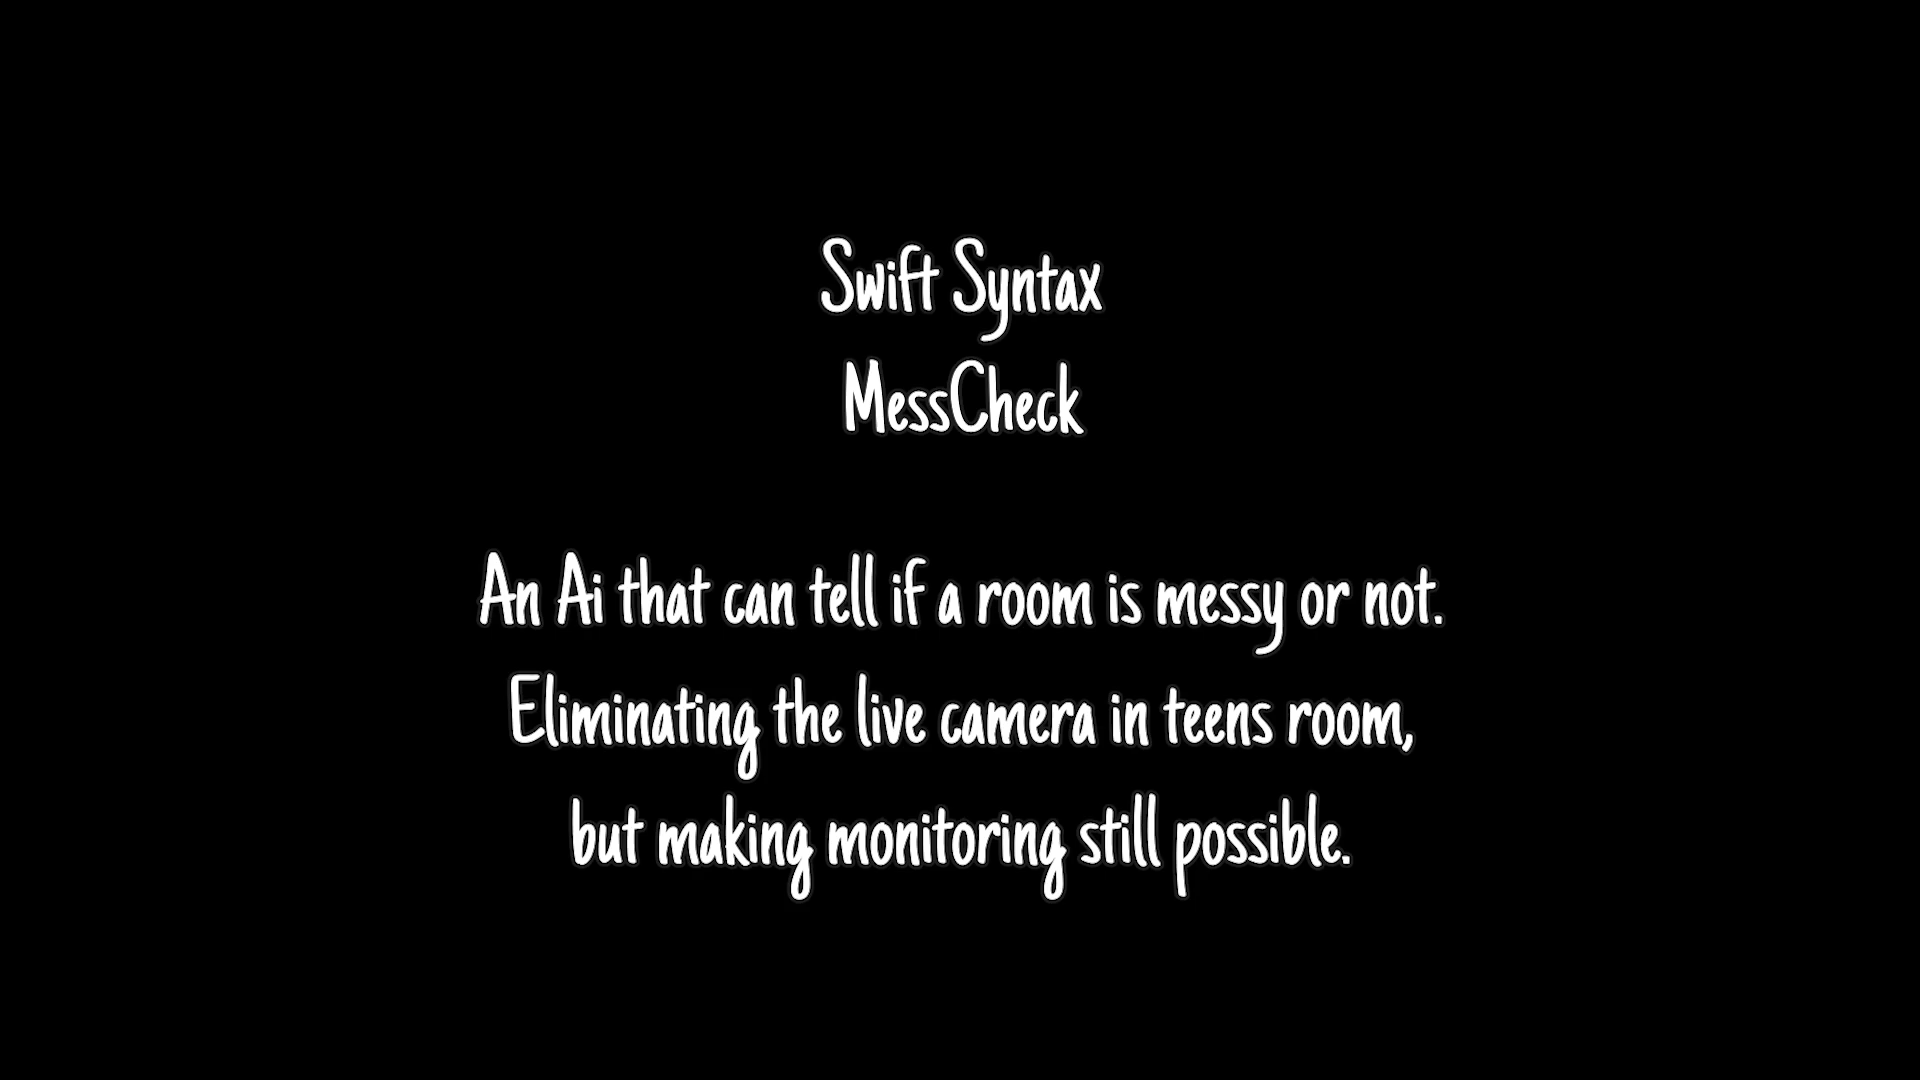 Swift Syntax
MessCheck
An Ai that can tell if a room is messy or not.
Eliminating the live camera in teens room,
but making monitoring still possible.